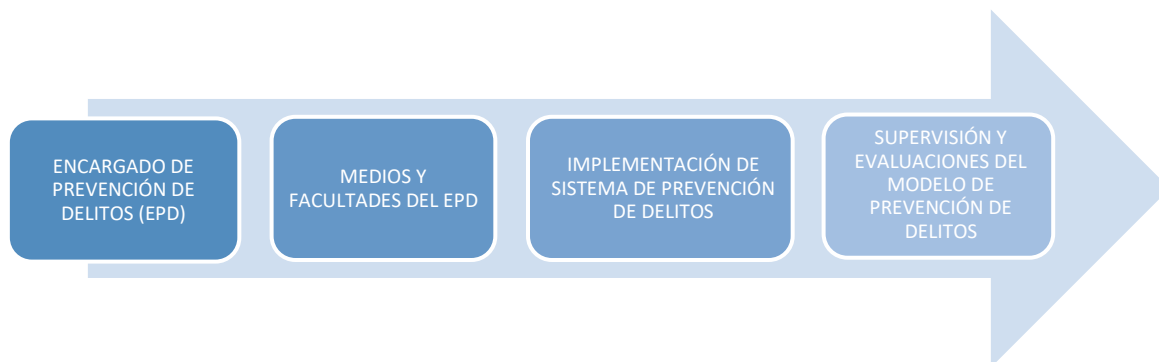 ENCARGADO DE
PREVENCIÓN DE
DELITOS (EPD)
MEDIOS Y
FACULTADES DEL EPD
IMPLEMENTACIÓN DE
SISTEMA DE PREVENCIÓN
DE DELITOS
SUPERVISIÓN Y
EVALUACIONES DEL
MODELO DE
PREVENCIÓN DE
DELITOS